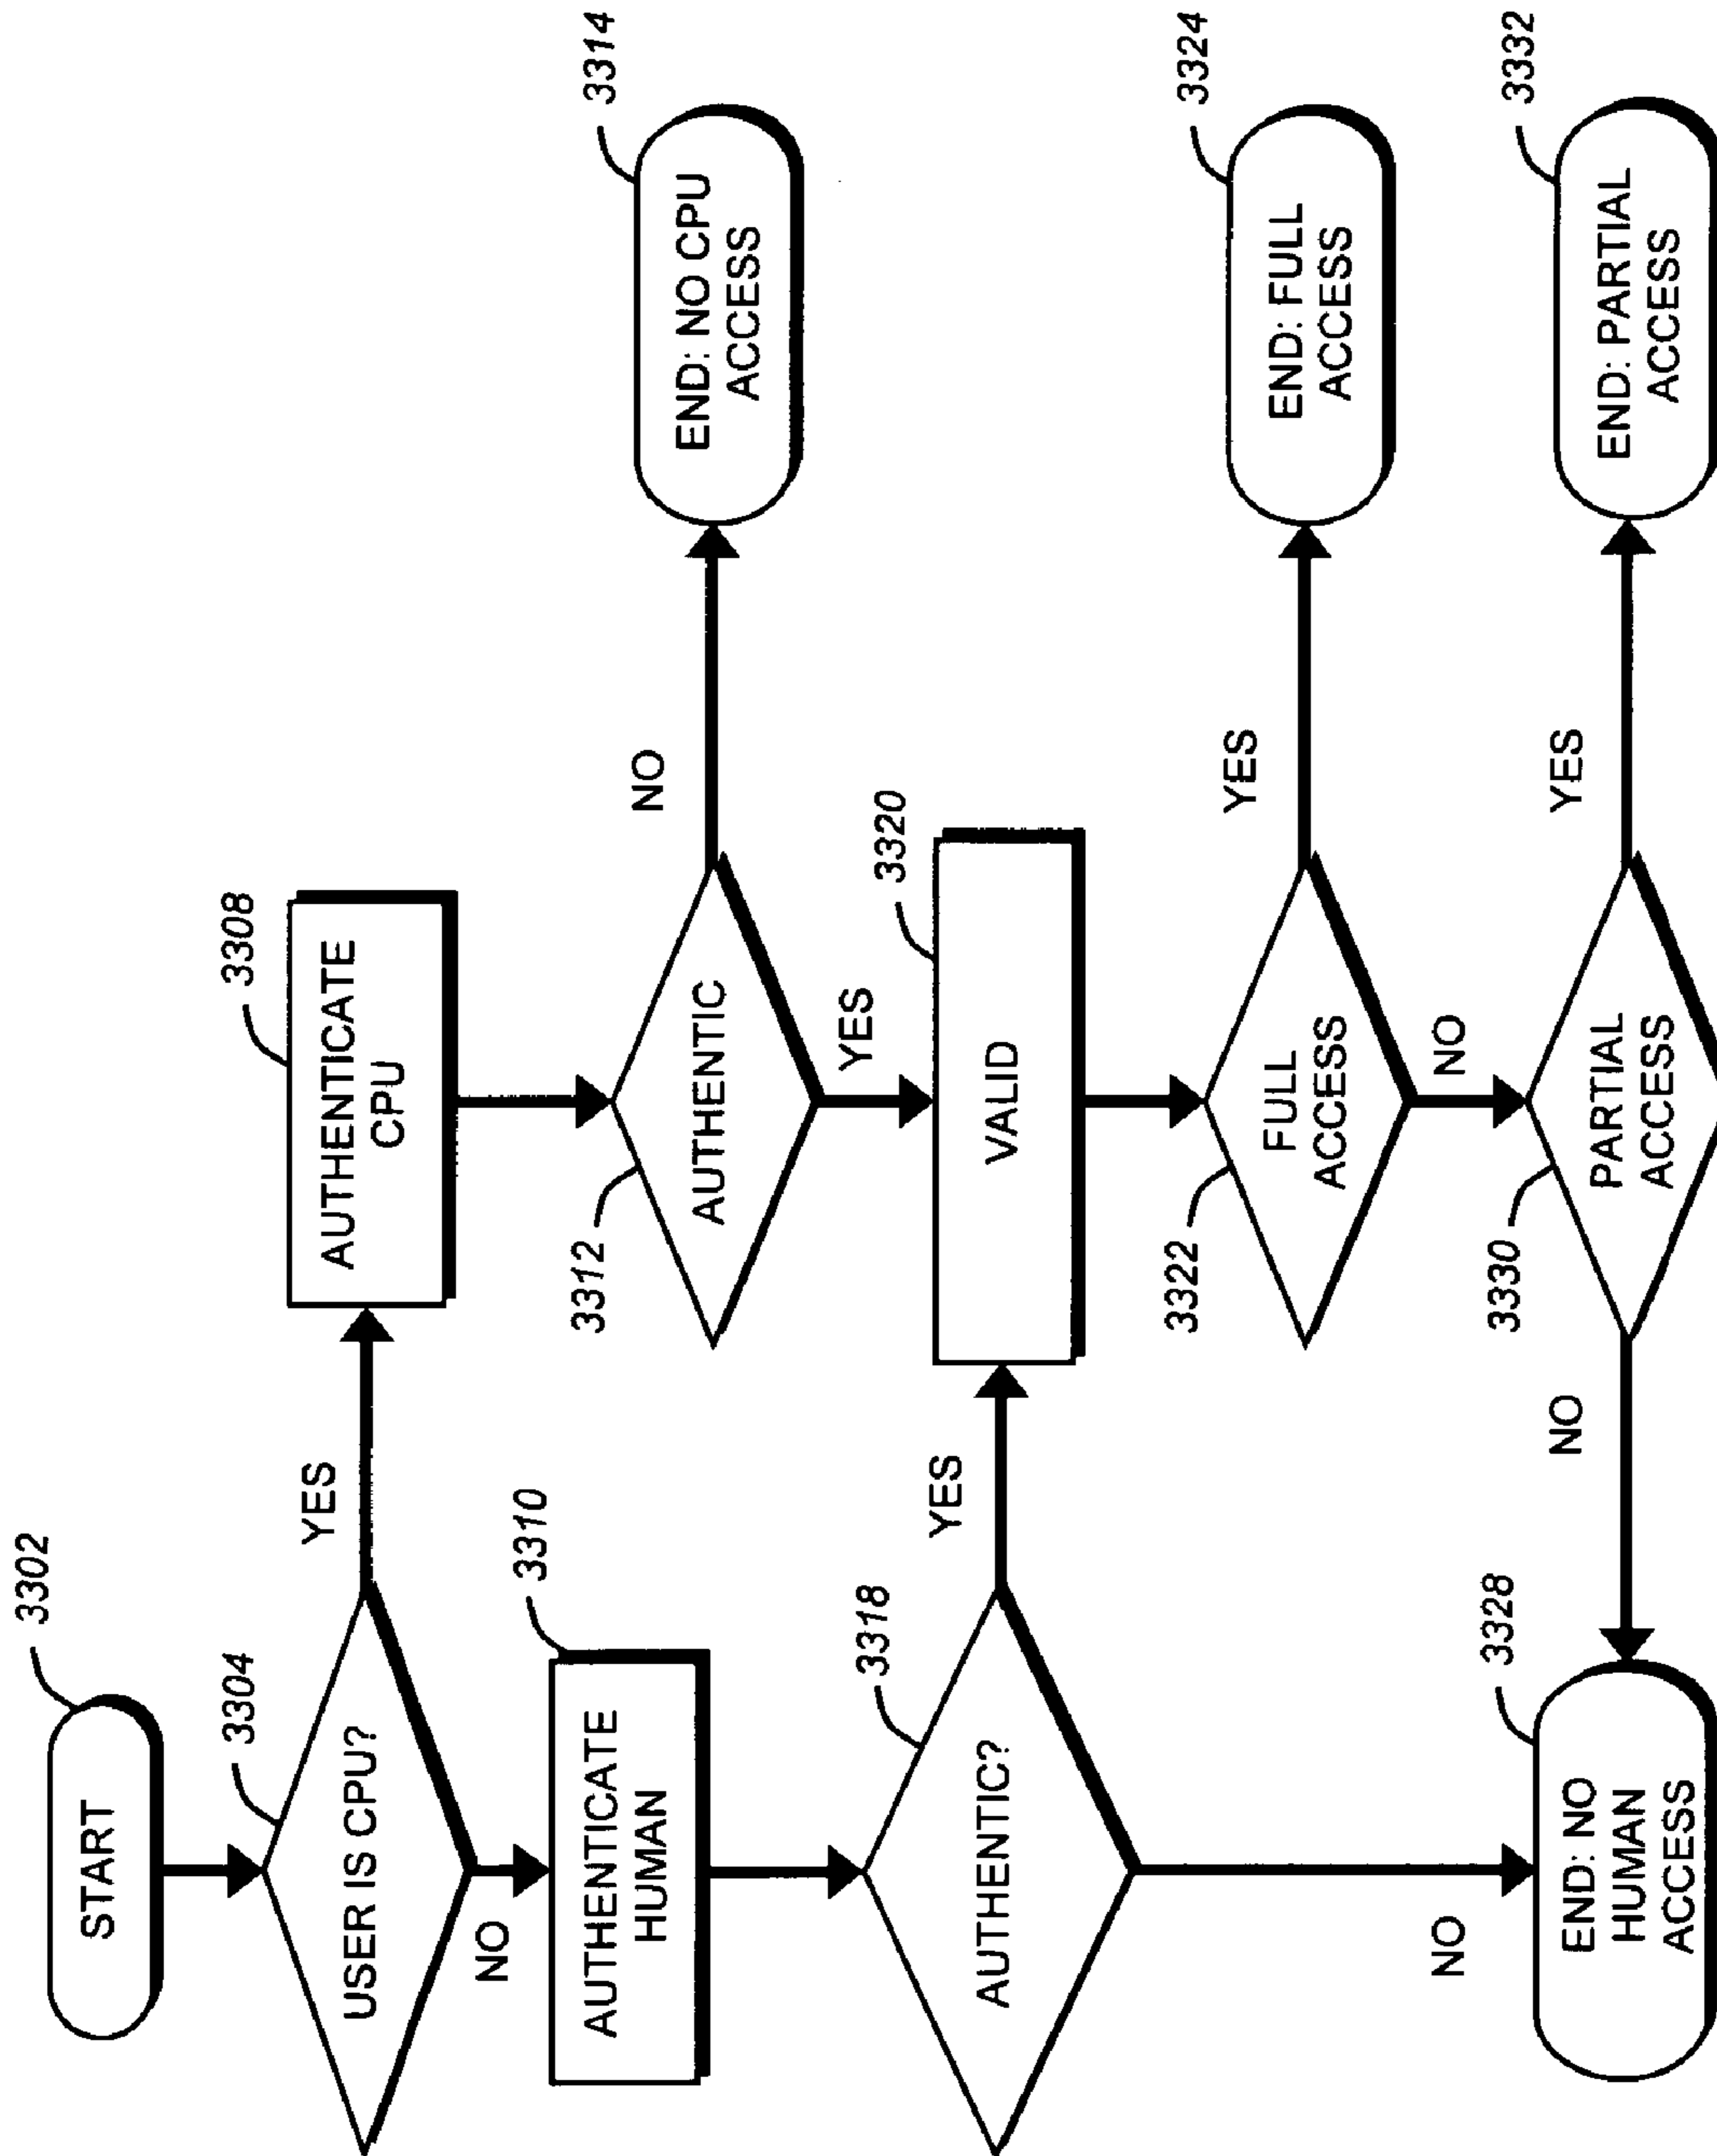 3302
START
3304
USER IS CPU?
YES
3308
AUTHENTICATE
CPU
NO
3310
AUTHENTICATE
HUMAN
3312
AUTHENTIC
NO
3314
END: NO CPU
ACCESS
YES
3318
AUTHENTIC?
YES
3320
VALID
3322
FULL
ACCESS
YES
3324
END: FULL
ACCESS
NO
NO
3328
END: NO
HUMAN
ACCESS
NO
3330
PARTIAL
ACCESS
YES
3332
END: PARTIAL
ACCESS